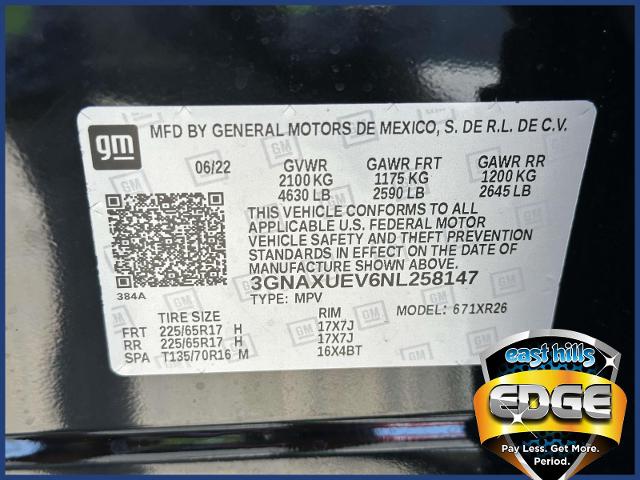 gm MFD BY GENERAL MOTORS DE MEXICO, S. DE R.L. DE C.V.
06/22 GVWR GAWR FRT GAWR RR
2100 KG 1175 KG 1200 KG
4630 LB 2590 LB 2645 LB
THIS VEHICLE CONFORMS TO ALL
APPLICABLE U.S. FEDERAL MOTOR
VEHICLE SAFETY AND THEFT PREVENTION
STANDARDS IN EFFECT ON THE DATE OF
MANUFACTURE SHOWN ABOVE.
3GNAXUEV6NL258147
384A TYPE: MPV MODEL: 671XR26
TIRE SIZE RIM
FRT 225/65R17 H 17X7J
RR 225/65R17 H 17X7J
SPA T135/70R16 M 16X4BT
east hills
EDGE
Pay Less. Get More.
Period.